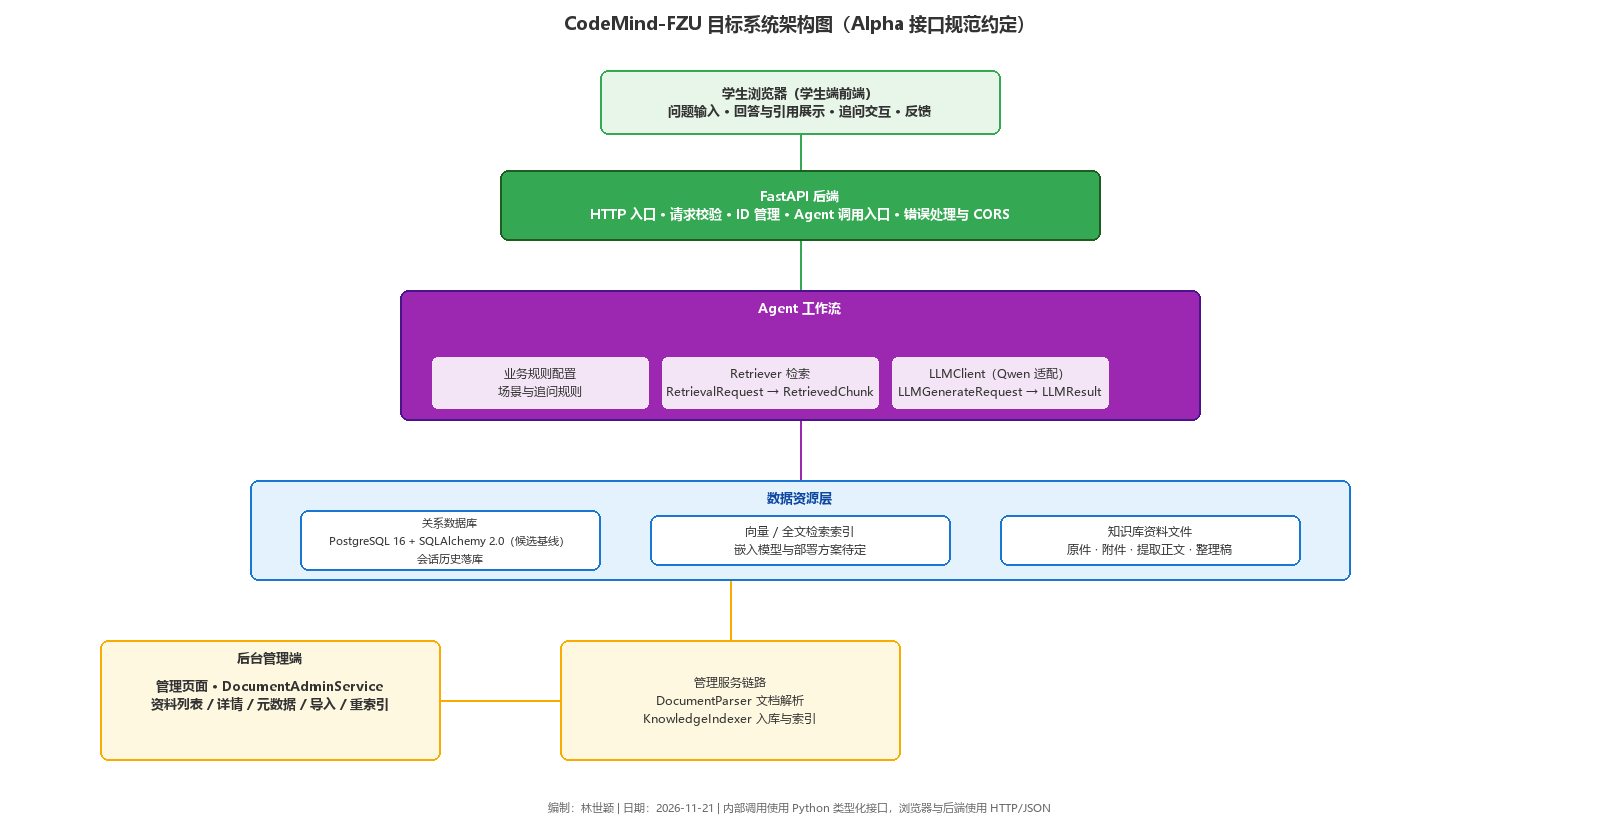 CodeMind-FZU 目标系统架构图（Alpha 接口规范约定）
学生浏览器（学生端前端）
问题输入 • 回答与引用展示 • 追问交互 • 反馈
FastAPI 后端
HTTP 入口 • 请求校验 • ID 管理 • Agent 调用入口 • 错误处理与 CORS
Agent 工作流
业务规则配置
场景与追问规则
Retriever 检索
RetrievalRequest → RetrievedChunk
LLMClient（Qwen 适配）
LLMGenerateRequest → LLMResult
数据资源层
关系数据库
PostgreSQL 16 + SQLAlchemy 2.0（候选基线）
会话历史落库
向量 / 全文检索索引
嵌入模型与部署方案待定
知识库资料文件
原件 · 附件 · 提取正文 · 整理稿
后台管理端
管理页面 • DocumentAdminService
资料列表 / 详情 / 元数据 / 导入 / 重索引
管理服务链路
DocumentParser 文档解析
KnowledgeIndexer 入库与索引
编制：林世颖 | 日期：2026-11-21 | 内部调用使用 Python 类型化接口，浏览器与后端使用 HTTP/JSON